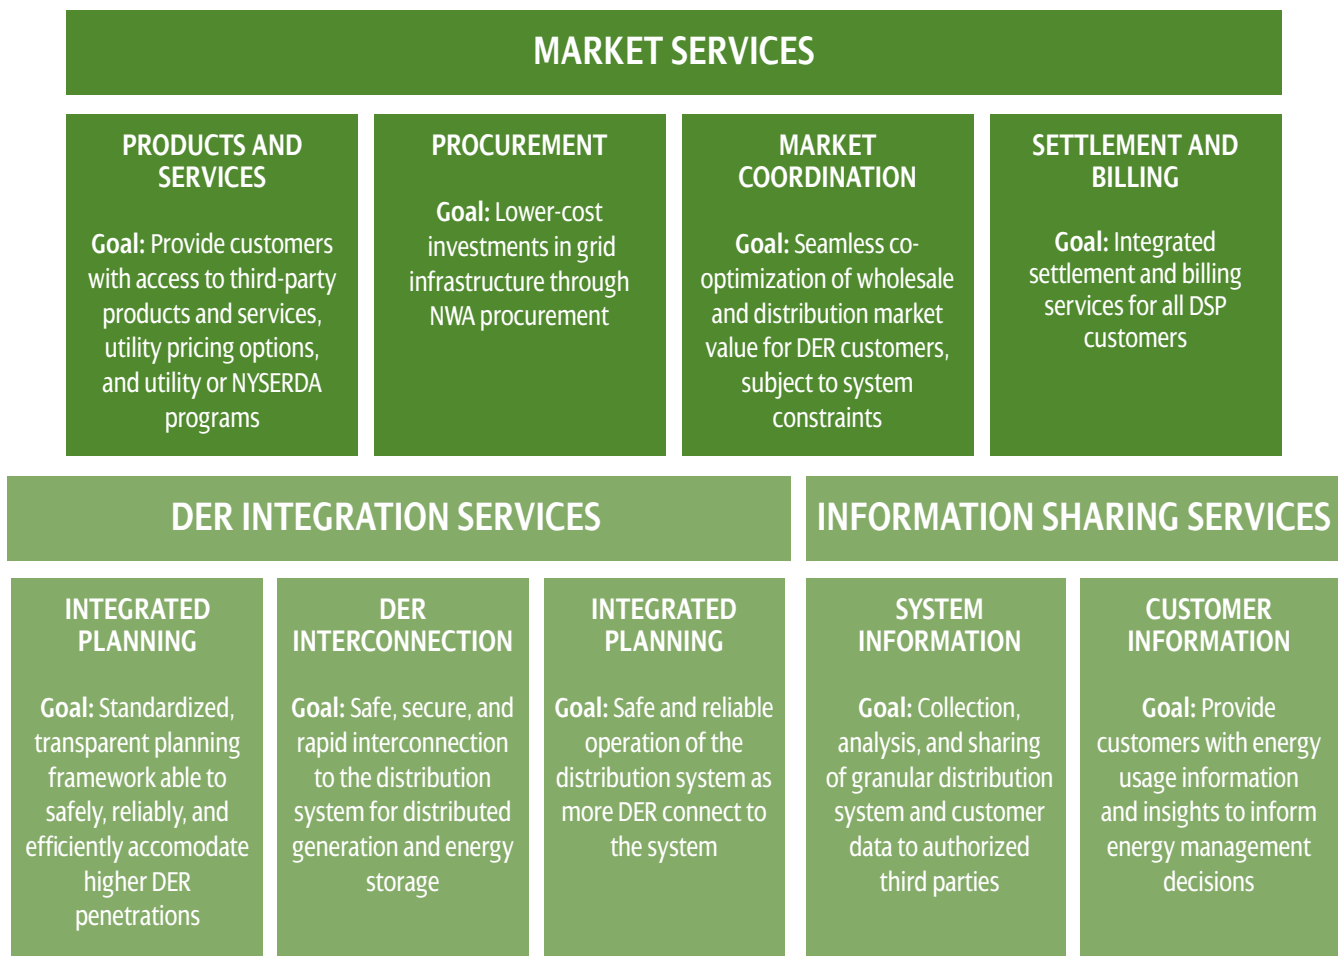 MARKET SERVICES
PRODUCTS AND
SERVICES
Goal: Provide customers
with access to third-party
products and services,
utility pricing options,
and utility or NYSERDA
programs
PROCUREMENT
Goal: Lower-cost
investments in grid
infrastructure through
NWA procurement
MARKET
COORDINATION
Goal: Seamless co-
optimization of wholesale
and distribution market
value for DER customers,
subject to system
constraints
SETTLEMENT AND
BILLING
Goal: Integrated
settlement and billing
services for all DSP
customers
DER INTEGRATION SERVICES
INTEGRATED
PLANNING
Goal: Standardized,
transparent planning
framework able to
safely, reliably, and
efficiently accomodate
higher DER
penetrations
DER
INTERCONNECTION
Goal: Safe, secure, and
rapid interconnection
to the distribution
system for distributed
generation and energy
storage
INTEGRATED
PLANNING
Goal: Safe and reliable
operation of the
distribution system as
more DER connect to
the system
INFORMATION SHARING SERVICES
SYSTEM
INFORMATION
Goal: Collection,
analysis, and sharing
of granular distribution
system and customer
data to authorized
third parties
CUSTOMER
INFORMATION
Goal: Provide
customers with energy
usage information
and insights to inform
energy management
decisions